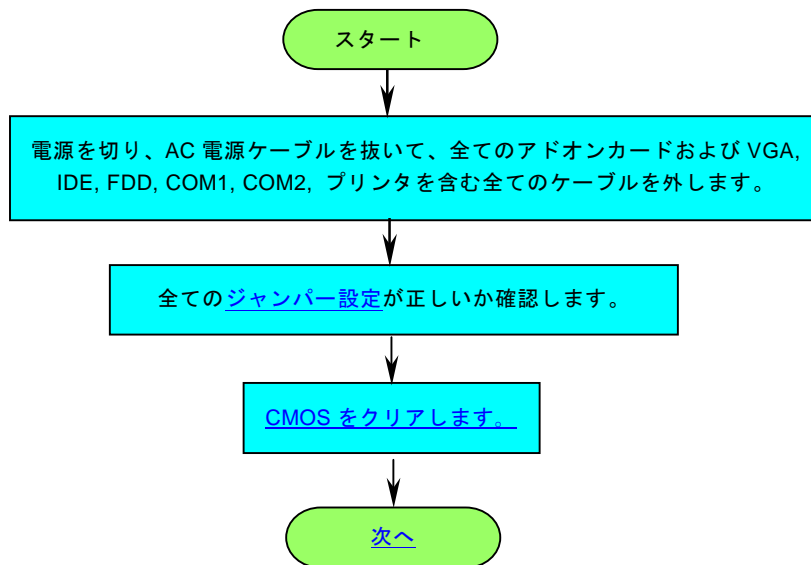 スタート
電源を切り、AC 電源ケーブルを抜いて、全てのアドオンカードおよび VGA,
IDE, FDD, COM1, COM2, プリンタを含む全てのケーブルを外します。
全てのジャンパー設定が正しいか確認します。
CMOS をクリアします。
次へ